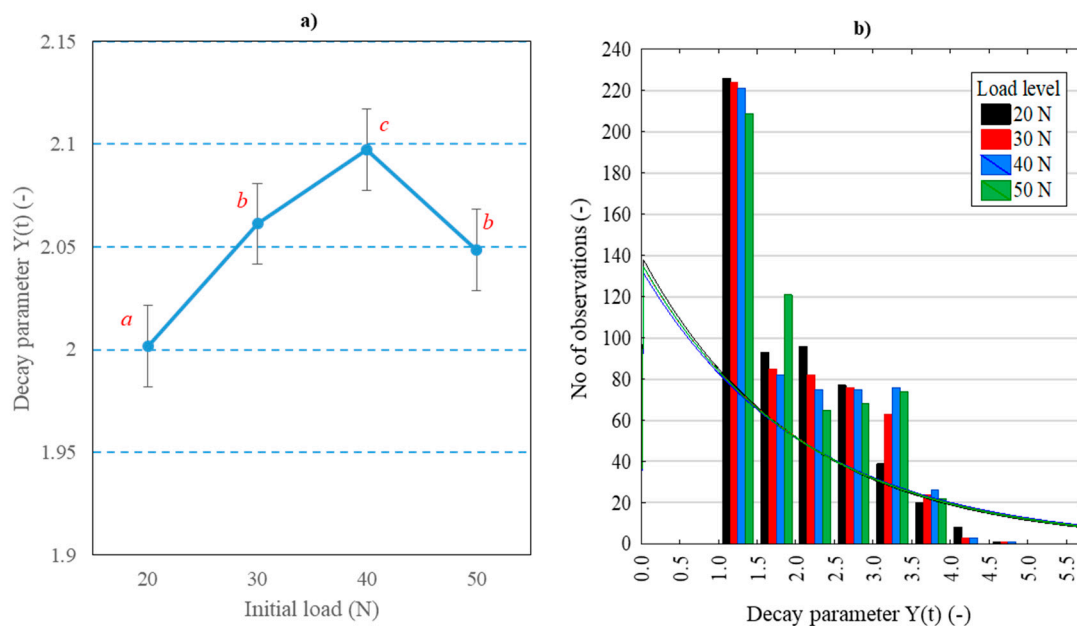 a)
Decay parameter Y(t) (-)
2.15
2.1
2.05
2
1.95
1.9
a
b
c
b
20 30 40 50
Initial load (N)
b)
No of observations (-)
240
220
200
180
160
140
120
100
80
60
40
20
0
Load level
20 N
30 N
40 N
50 N
0.0 0.5 1.0 1.5 2.0 2.5 3.0 3.5 4.0 4.5 5.0 5.5
Decay parameter Y(t) (-)